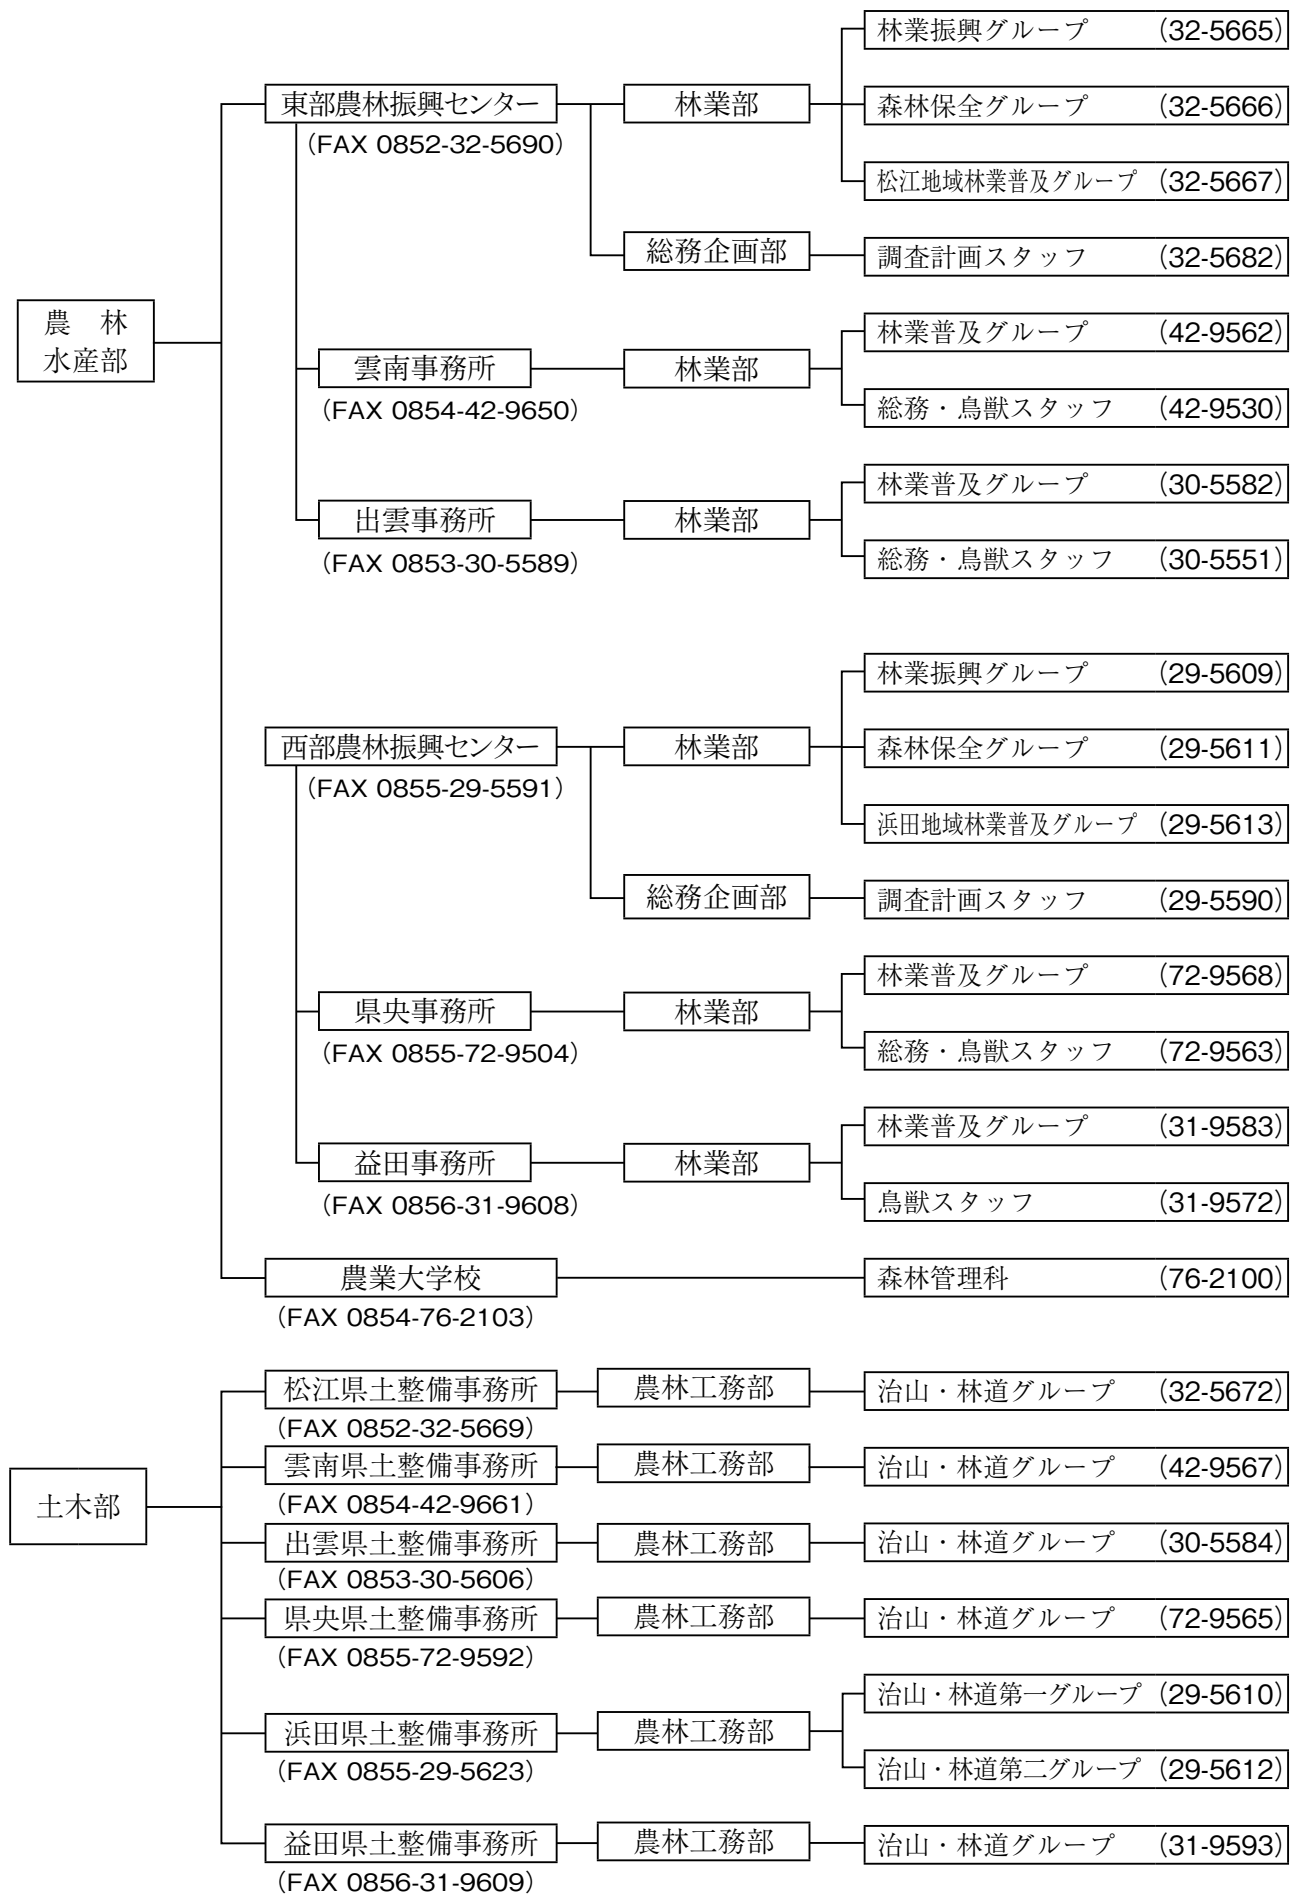 林業振興グループ (32-5665)
東部農林振興センター 林業部 森林保全グループ (32-5666)
(FAX 0852-32-5690)
松江地域林業普及グループ (32-5667)
総務企画部 調査計画スタッフ (32-5682)
農 林
水産部
林業普及グループ (42-9562)
雲南事務所 林業部
(FAX 0854-42-9650)
総務・鳥獣スタッフ (42-9530)
林業普及グループ (30-5582)
出雲事務所 林業部
(FAX 0853-30-5589)
総務・鳥獣スタッフ (30-5551)
林業振興グループ (29-5609)
西部農林振興センター 林業部 森林保全グループ (29-5611)
(FAX 0855-29-5591)
浜田地域林業普及グループ (29-5613)
総務企画部 調査計画スタッフ (29-5590)
林業普及グループ (72-9568)
県央事務所 林業部
(FAX 0855-72-9504)
総務・鳥獣スタッフ (72-9563)
林業普及グループ (31-9583)
益田事務所 林業部
(FAX 0856-31-9608)
鳥獣スタッフ (31-9572)
農業大学校 森林管理科 (76-2100)
(FAX 0854-76-2103)
松江県土整備事務所 農林工務部 治山・林道グループ (32-5672)
(FAX 0852-32-5669)
雲南県土整備事務所 農林工務部 治山・林道グループ (42-9567)
(FAX 0854-42-9661)
土木部
出雲県土整備事務所 農林工務部 治山・林道グループ (30-5584)
(FAX 0853-30-5606)
県央県土整備事務所 農林工務部 治山・林道グループ (72-9565)
(FAX 0855-72-9592)
治山・林道第一グループ (29-5610)
浜田県土整備事務所 農林工務部
(FAX 0855-29-5623)
治山・林道第二グループ (29-5612)
益田県土整備事務所 農林工務部 治山・林道グループ (31-9593)
(FAX 0856-31-9609)